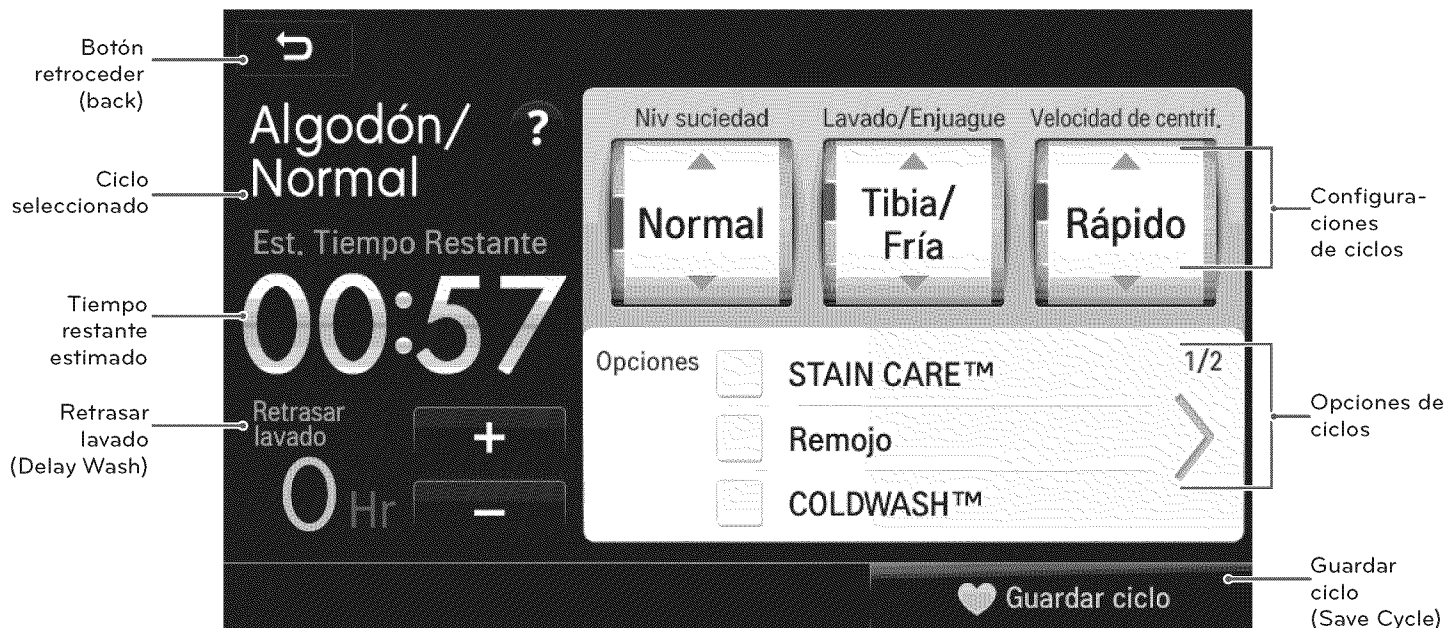 Botón
retroceder
(back)
Ciclo
seleccionado
Tiempo
restante
estimado
Retrasar
lavado
(Delay Wash)
Algodón/
Normal
?
Est. Tiempo Restante
00:57
Retrasar
lavado
0 Hr
+
−
Niv suciedad
Normal
Lavado/Enjuague
Tibia/
Fría
Velocidad de centrif.
Rápido
Opciones
1/2
STAIN CARE™
Remojo
COLDWASH™
Guardar ciclo
Configura-
ciones
de ciclos
Opciones de
ciclos
Guardar
ciclo
(Save Cycle)